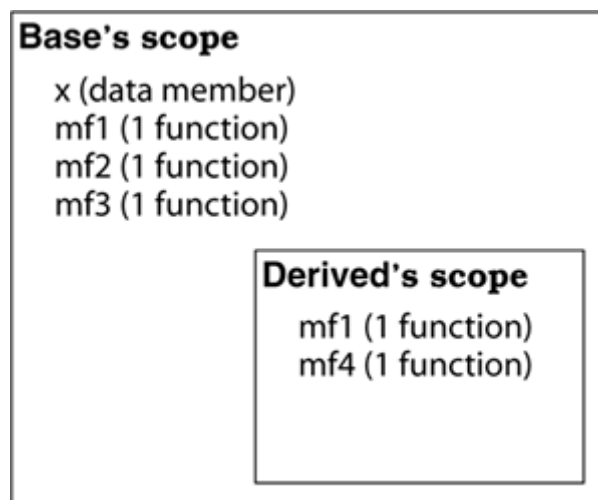 Base's scope
x (data member)
mf1 (1 function)
mf2 (1 function)
mf3 (1 function)
Derived's scope
mf1 (1 function)
mf4 (1 function)